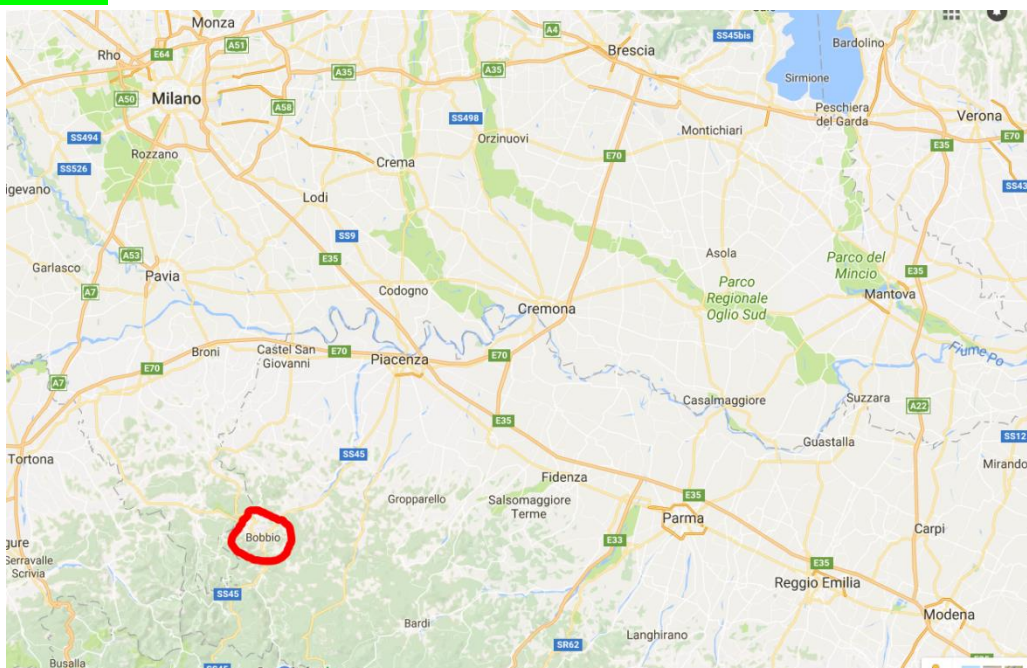 Monza
SS45bis
Bardolino
A4
Rho
E64
A51
Brescia
A35
A35
Sirmione
A50
Milano
A58
Peschiera
del Garda
Verona
SS498
Orzinuovi
Montichiari
E70
SS494
Rozzano
E70
E35
SS526
Crema
igevano
SS43
Lodi
SS9
A53
E35
Asola
Parco del
Mincio
Garlasco
Pavia
E35
Parco
Regionale
Oglio Sud
A7
Codogno
Mantova
Cremona
Broni
Castel San
Giovanni
E70
Piacenza
E70
Fiume Po
E70
A7
Casalmaggiore
Suzzara
A22
E35
Guastalla
SS12
Tortona
SS45
Mirando
Fidenza
Gropparello
Salsomaggiore
Terme
E35
Parma
Carpi
Bobbio
gure
E33
Serravalle
Scrivia
E35
Reggio Emilia
SS45
Modena
Bardi
Langhirano
SR62
Busalla
SS45